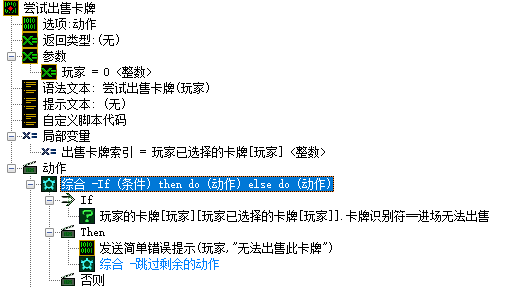 尝试出售卡牌
选项:动作
返回类型:(无)
参数
玩家 = 0 <整数>
语法文本: 尝试出售卡牌(玩家)
提示文本: (无)
自定义脚本代码
局部变量
出售卡牌索引 = 玩家已选择的卡牌[玩家] <整数>
动作
综合 -If (条件) then do (动作) else do (动作)
If
玩家的卡牌[玩家][玩家已选择的卡牌[玩家]].卡牌识别符==进场无法出售
Then
发送简单错误提示(玩家,"无法出售此卡牌")
综合 -跳过剩余的动作
否则